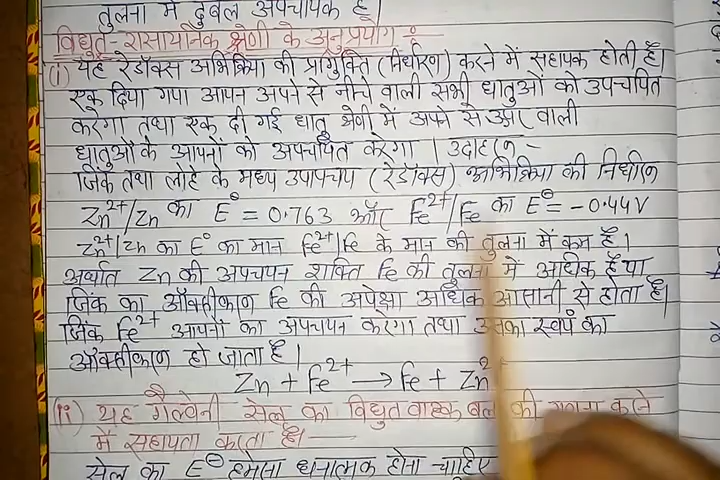 तुलना में दुर्बल अपचायक है।
विद्युत रासायनिक श्रेणी के अनुप्रयोग :-
(i) यह रेडॉक्स अभिक्रिया की प्रागुक्ति (निर्धारण) करने में सहायक होती है।
एक दिया गया आयन अपने से नीचे वाली सभी धातुओं को उपचयित
करेगा तथा एक दी गई धातु श्रेणी में अपने से ऊपर वाली
धातुओं के आयनों को अपचयित करेगा। उदाहरण -
जिंक तथा लोहे के मध्य उपापचय (रेडॉक्स) अभिक्रिया की निर्धारण
Zn²⁺/Zn का E⊖ = 0.763 और Fe²⁺/Fe का E⊖ = -0.44V
Zn²⁺/Zn का E° का मान Fe²⁺/Fe के मान की तुलना में कम है।
अर्थात Zn की अपचयन शक्ति Fe की तुलना में अधिक है या
जिंक का ऑक्सीकरण Fe की अपेक्षा अधिक आसानी से होता है।
जिंक Fe²⁺ आयनों का अपचयन करेगा तथा उसका स्वयं का
ऑक्सीकरण हो जाता है।
Zn + Fe²⁺ → Fe + Zn²⁺
(ii) यह गैल्वेनी सेल का विद्युत वाहक बल की गणना करने
में सहायता करता है।
सेल का E⊖ हमेशा धनात्मक होना चाहिए